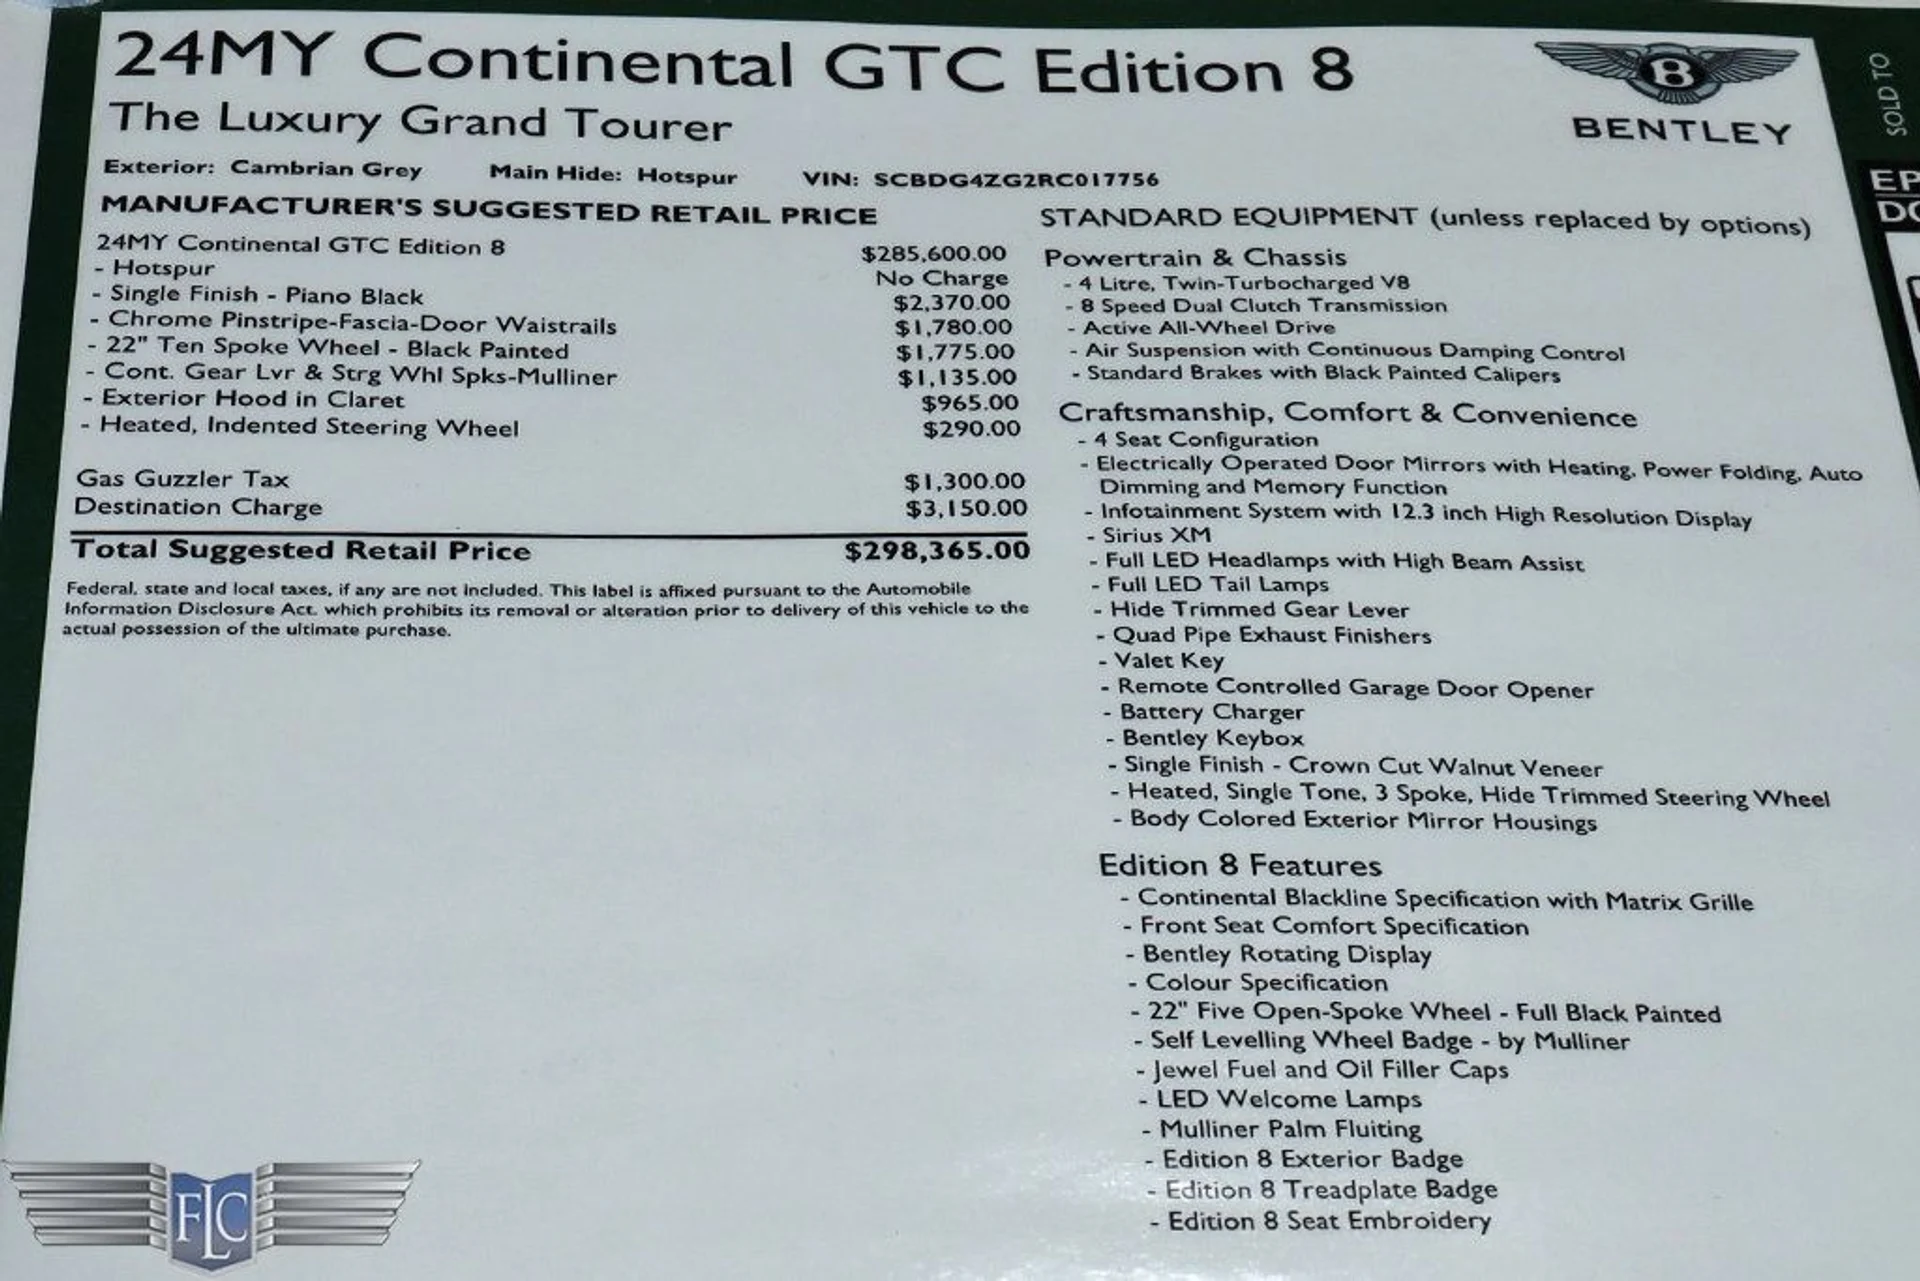 24MY Continental GTC Edition 8
The Luxury Grand Tourer
B
BENTLEY
SOLD TO
Exterior: Cambrian Grey Main Hide: Hotspur VIN: SCBDG4ZG2RC017756
MANUFACTURER'S SUGGESTED RETAIL PRICE
24MY Continental GTC Edition 8 $285,600.00
- Hotspur No Charge
- Single Finish - Piano Black $2,370.00
- Chrome Pinstripe-Fascia-Door Waistrails $1,780.00
- 22" Ten Spoke Wheel - Black Painted $1,775.00
- Cont. Gear Lvr & Strg Whl Spks-Mulliner $1,135.00
- Exterior Hood in Claret $965.00
- Heated, Indented Steering Wheel $290.00
Gas Guzzler Tax $1,300.00
Destination Charge $3,150.00
Total Suggested Retail Price $298,365.00
Federal, state and local taxes, if any are not included. This label is affixed pursuant to the Automobile
Information Disclosure Act. which prohibits its removal or alteration prior to delivery of this vehicle to the
actual possession of the ultimate purchase.
STANDARD EQUIPMENT (unless replaced by options)
Powertrain & Chassis
- 4 Litre, Twin-Turbocharged V8
- 8 Speed Dual Clutch Transmission
- Active All-Wheel Drive
- Air Suspension with Continuous Damping Control
- Standard Brakes with Black Painted Calipers
Craftsmanship, Comfort & Convenience
- 4 Seat Configuration
- Electrically Operated Door Mirrors with Heating, Power Folding, Auto
Dimming and Memory Function
- Infotainment System with 12.3 inch High Resolution Display
- Sirius XM
- Full LED Headlamps with High Beam Assist
- Full LED Tail Lamps
- Hide Trimmed Gear Lever
- Quad Pipe Exhaust Finishers
- Valet Key
- Remote Controlled Garage Door Opener
- Battery Charger
- Bentley Keybox
- Single Finish - Crown Cut Walnut Veneer
- Heated, Single Tone, 3 Spoke, Hide Trimmed Steering Wheel
- Body Colored Exterior Mirror Housings
Edition 8 Features
- Continental Blackline Specification with Matrix Grille
- Front Seat Comfort Specification
- Bentley Rotating Display
- Colour Specification
- 22" Five Open-Spoke Wheel - Full Black Painted
- Self Levelling Wheel Badge - by Mulliner
- Jewel Fuel and Oil Filler Caps
- LED Welcome Lamps
- Mulliner Palm Fluiting
- Edition 8 Exterior Badge
- Edition 8 Treadplate Badge
- Edition 8 Seat Embroidery
EP
DO
FLC